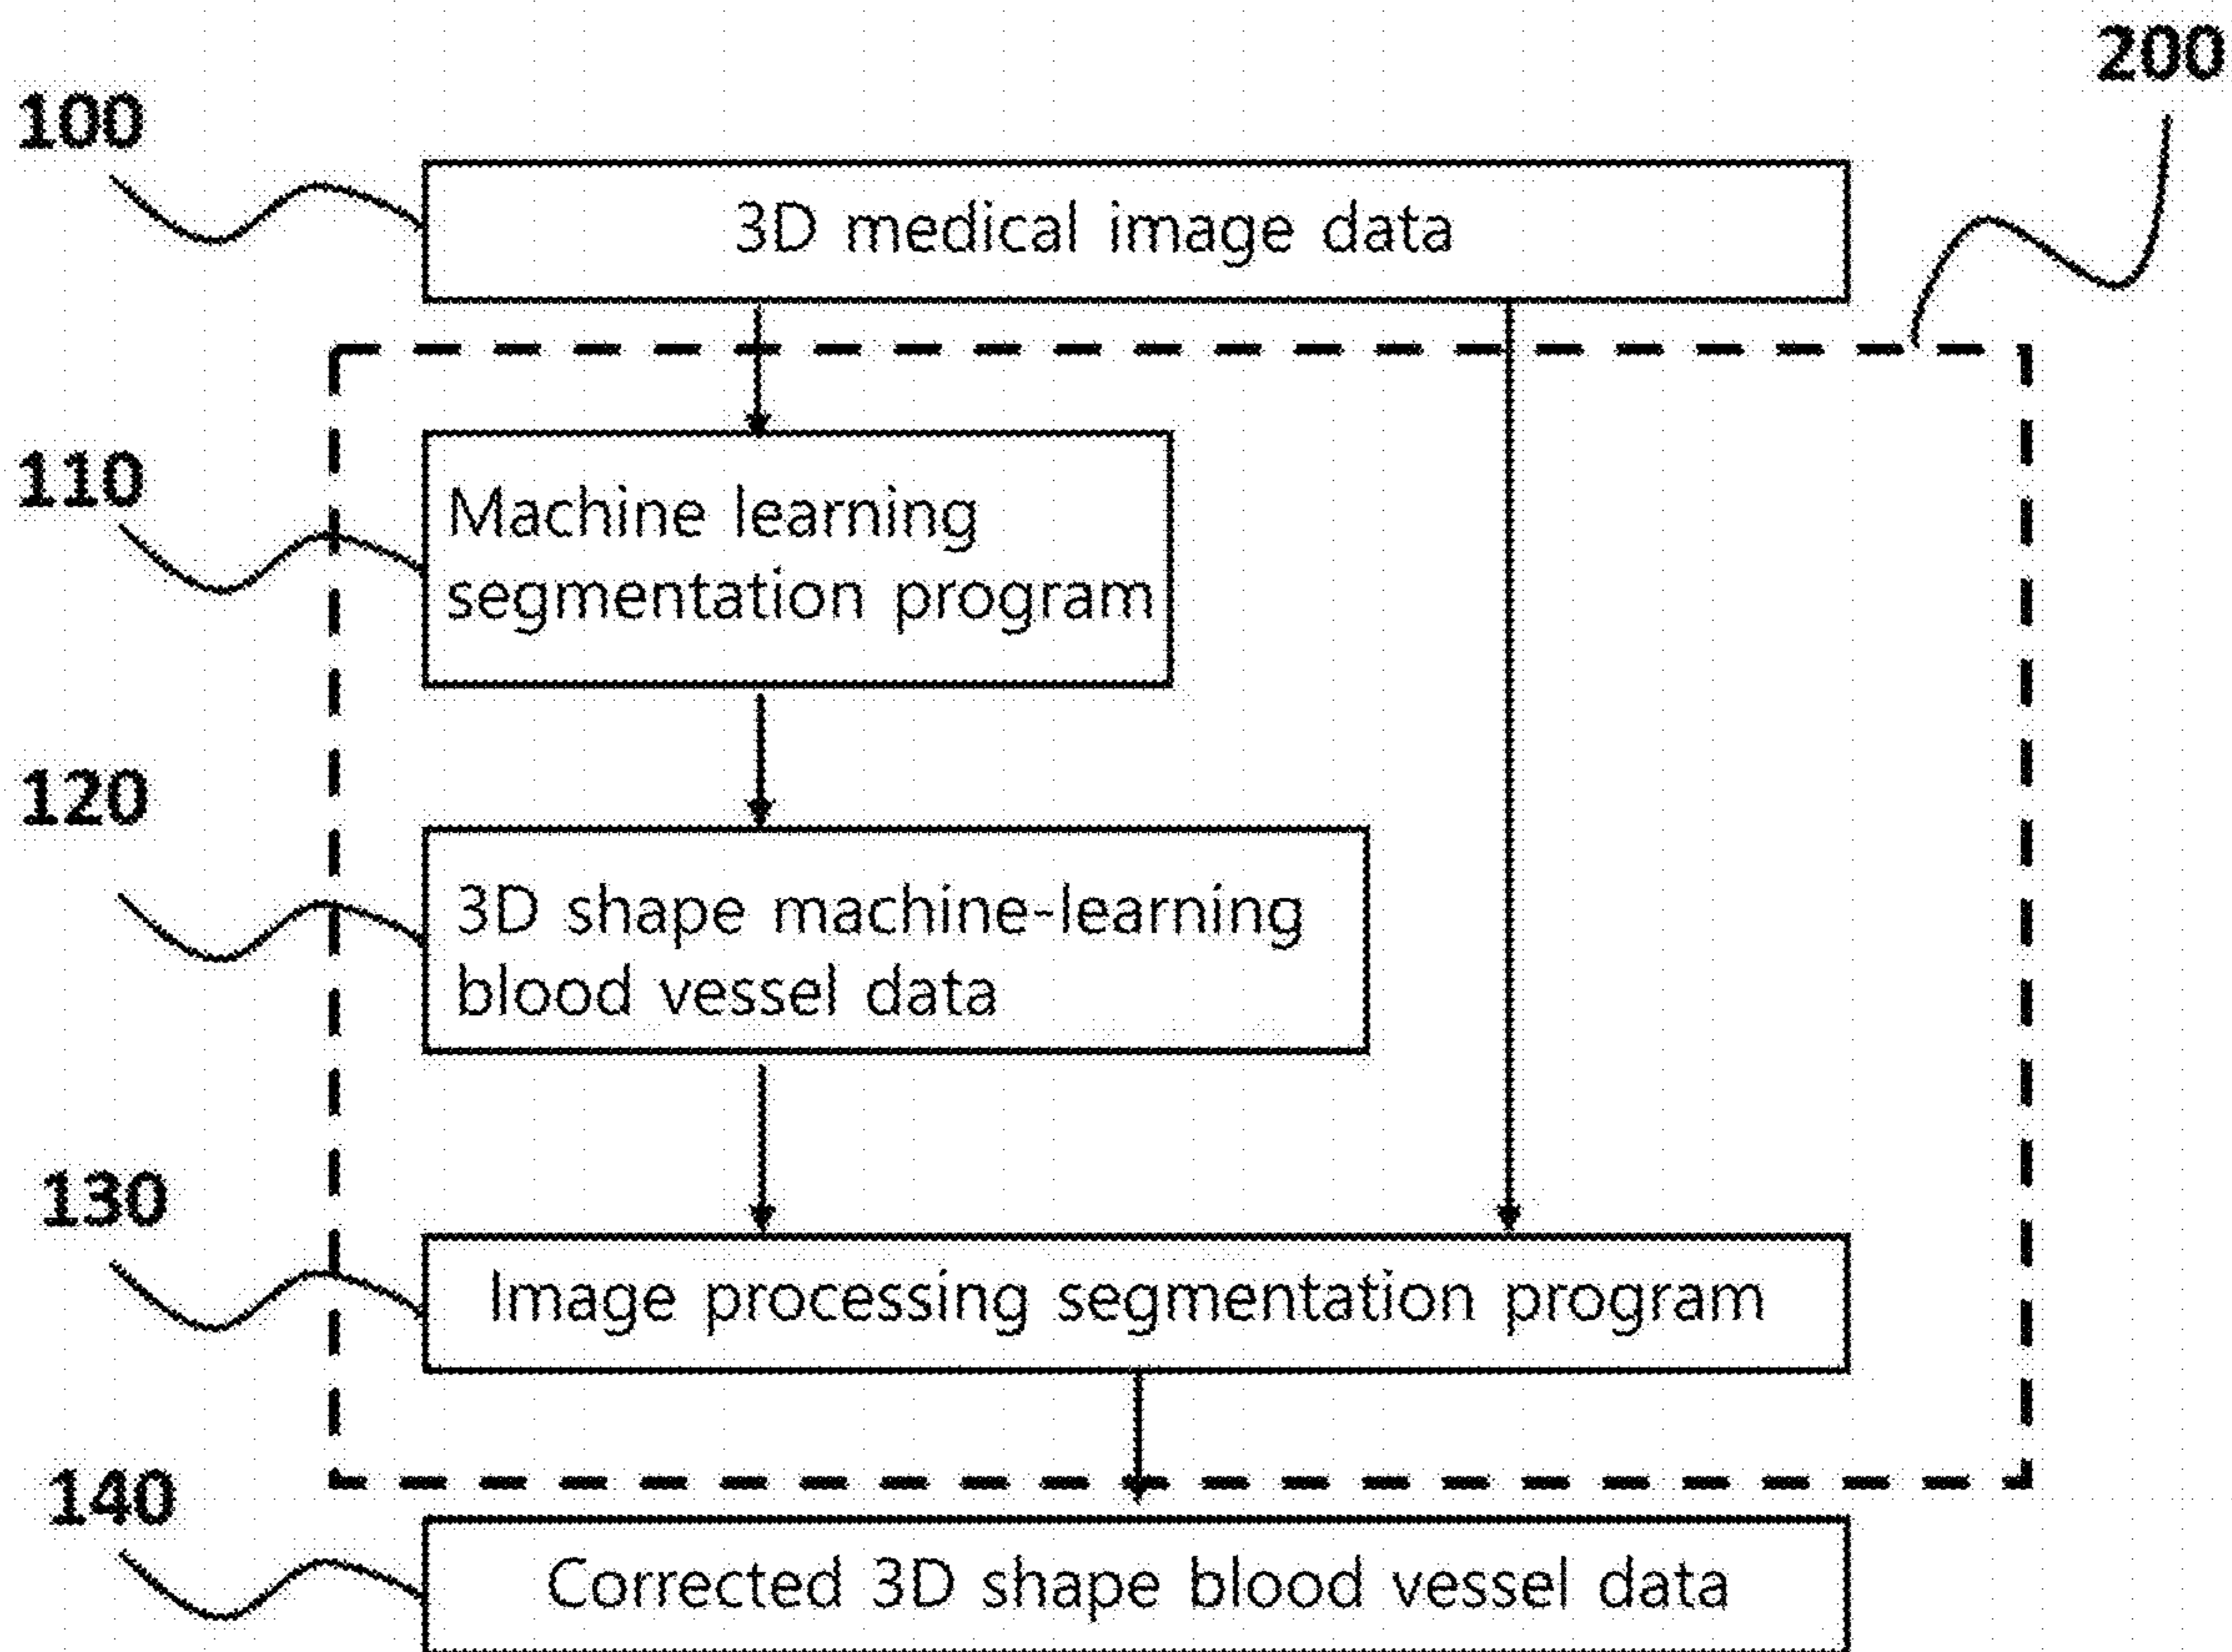 200
100
3D medical image data
110
Machine learning
segmentation program
120
3D shape machine-learning
blood vessel data
130
Image processing segmentation program
140
Corrected 3D shape blood vessel data